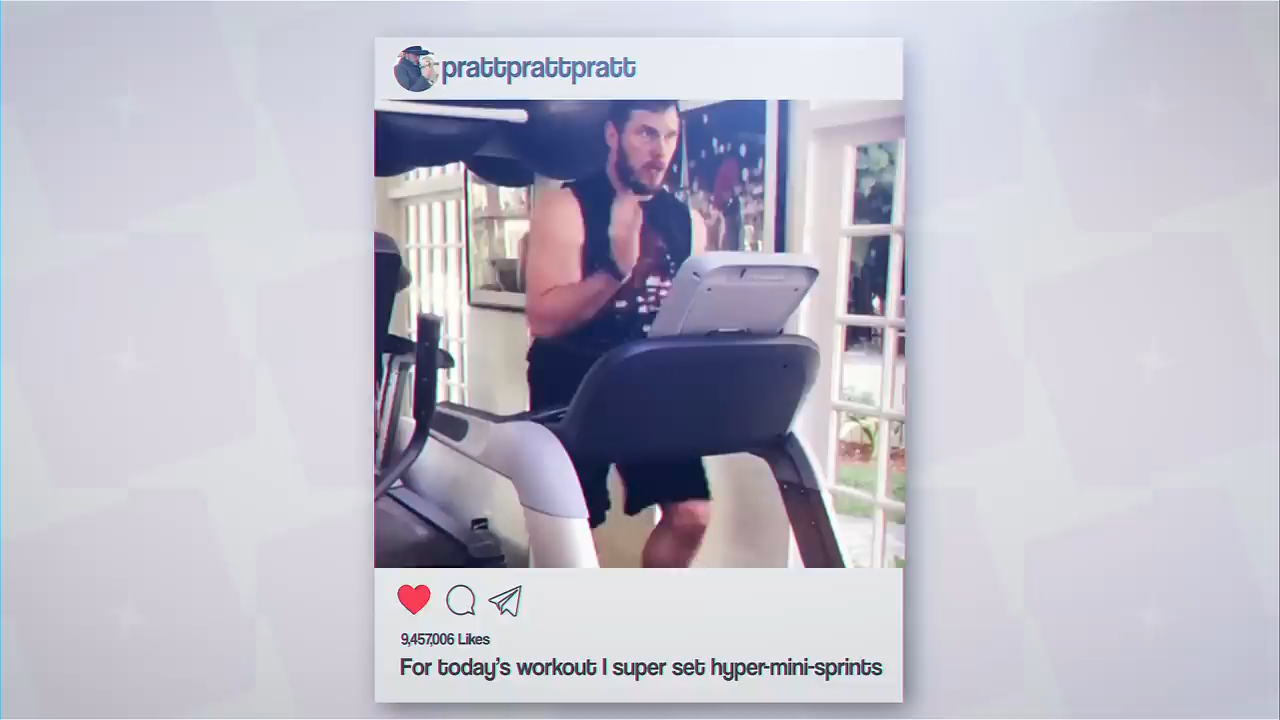 prattprattpratt
9,457,006 Likes
For today's workout I super set hyper-mini-sprints